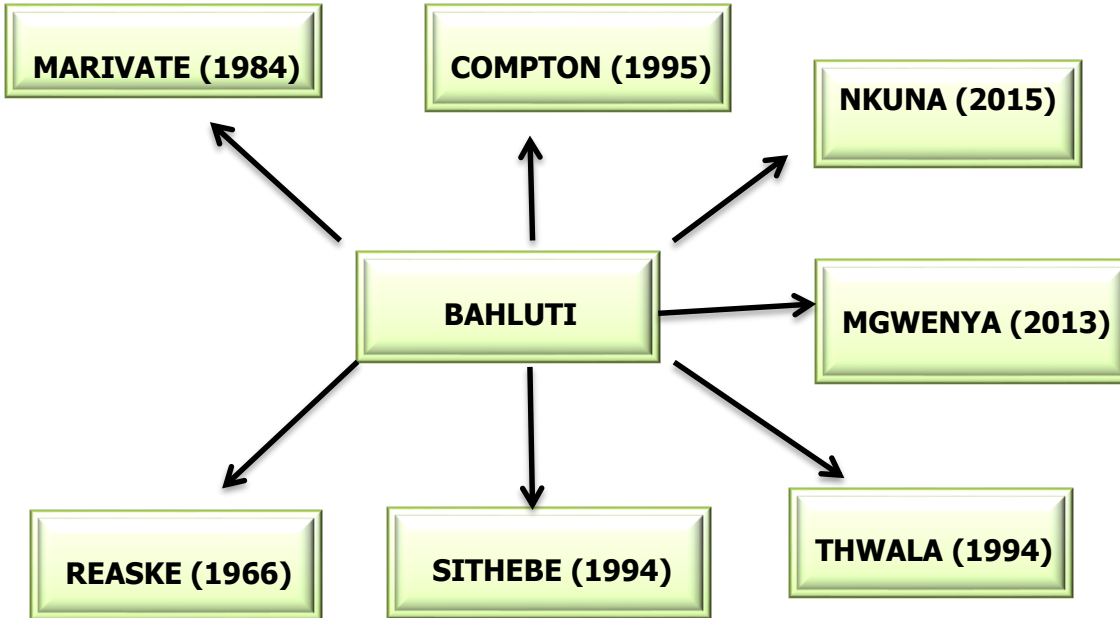 MARIVATE (1984)
COMPTON (1995)
NKUNA (2015)
BAHLUTI
MGWENYA (2013)
REASKE (1966)
SITHEBE (1994)
THWALA (1994)